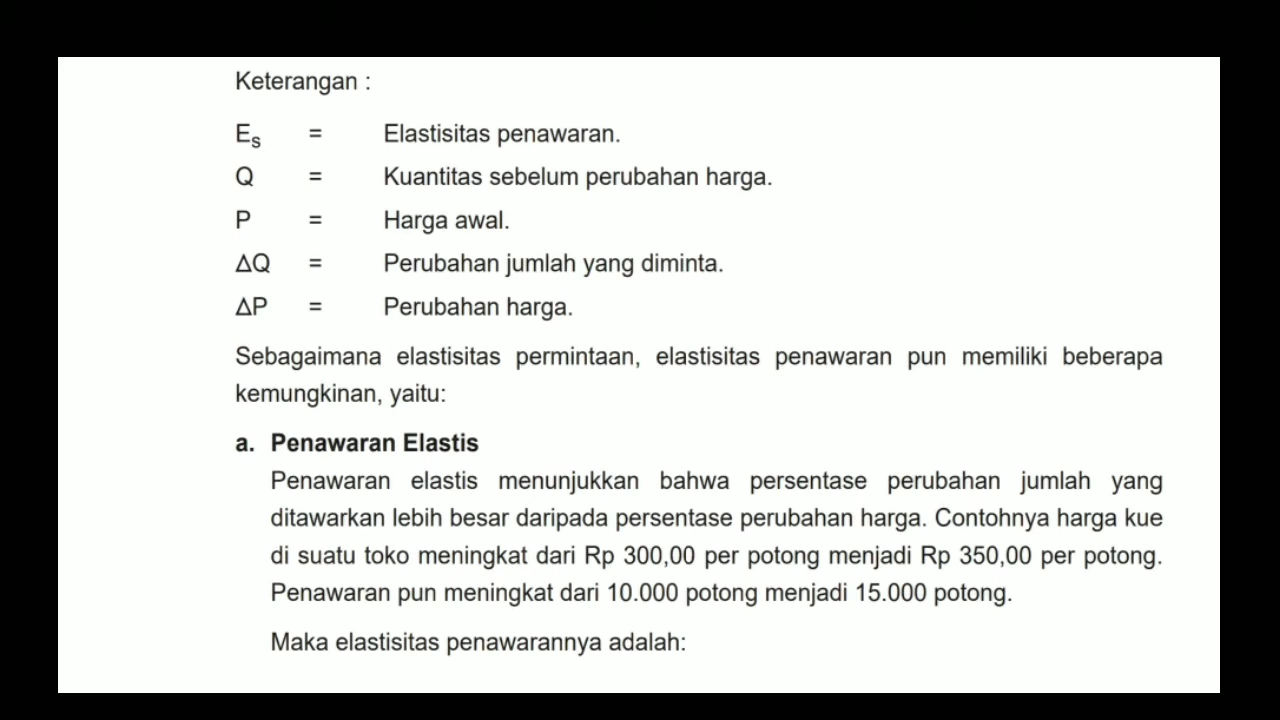 Keterangan :
Es = Elastisitas penawaran.
Q = Kuantitas sebelum perubahan harga.
P = Harga awal.
ΔQ = Perubahan jumlah yang diminta.
ΔP = Perubahan harga.
Sebagaimana elastisitas permintaan, elastisitas penawaran pun memiliki beberapa
kemungkinan, yaitu:
a. Penawaran Elastis
Penawaran elastis menunjukkan bahwa persentase perubahan jumlah yang
ditawarkan lebih besar daripada persentase perubahan harga. Contohnya harga kue
di suatu toko meningkat dari Rp 300,00 per potong menjadi Rp 350,00 per potong.
Penawaran pun meningkat dari 10.000 potong menjadi 15.000 potong.
Maka elastisitas penawarannya adalah: